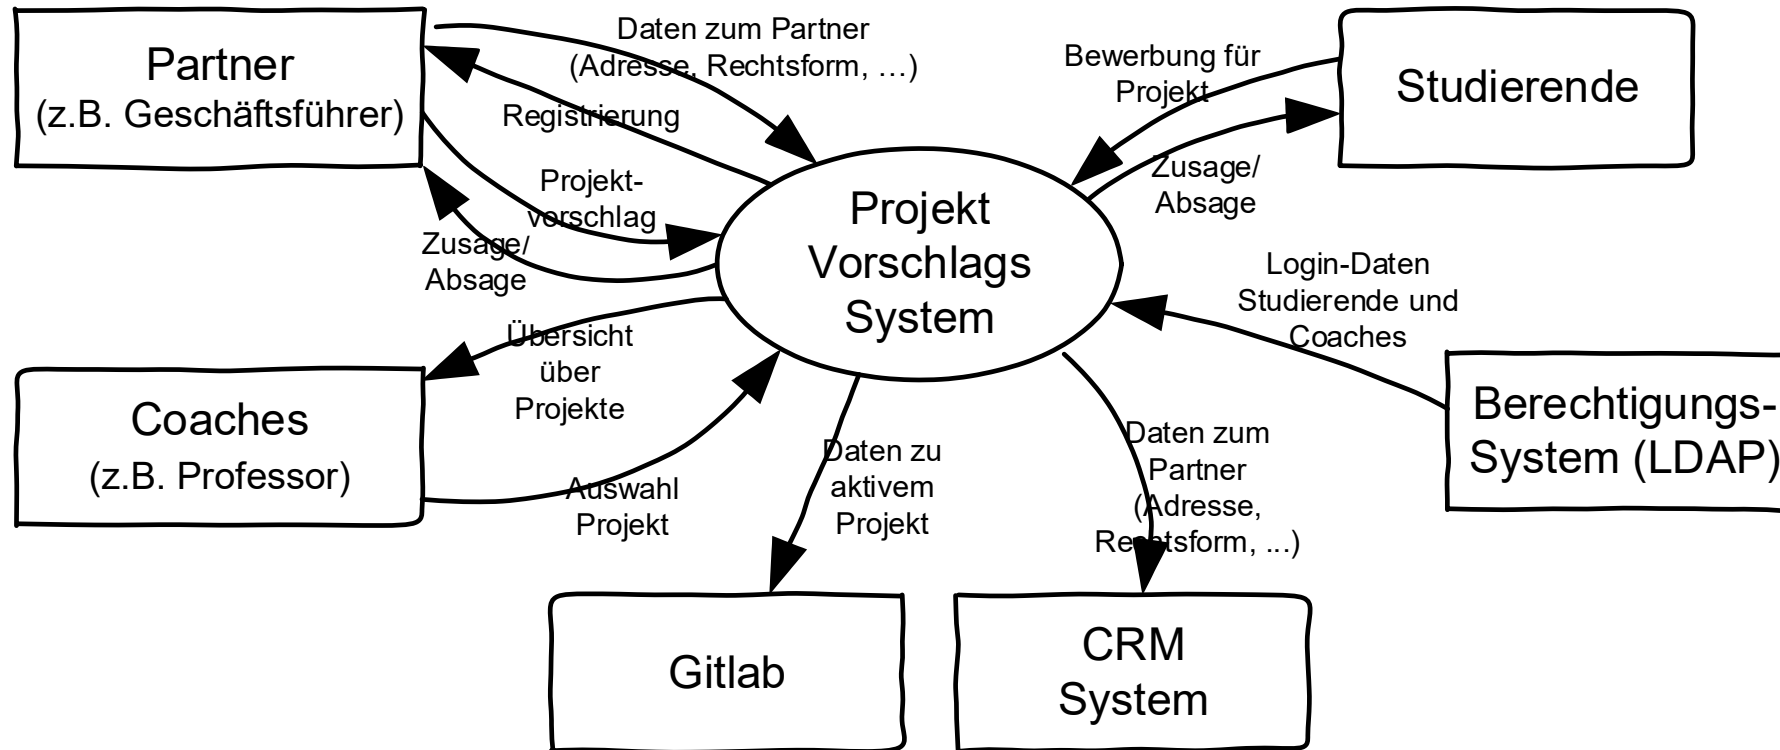 Partner
(z.B. Geschäftsführer)
Daten zum Partner
(Adresse, Rechtsform, …)
Registrierung
Projekt-
vorschlag
Zusage/
Absage
Bewerbung für
Projekt
Studierende
Zusage/
Absage
Projekt
Vorschlags
System
Login-Daten
Studierende und
Coaches
Berechtigungs-
System (LDAP)
Coaches
(z.B. Professor)
Übersicht
über
Projekte
Auswahl
Projekt
Daten zu
aktivem
Projekt
Daten zum
Partner
(Adresse,
Rechtsform, ...)
Gitlab
CRM
System